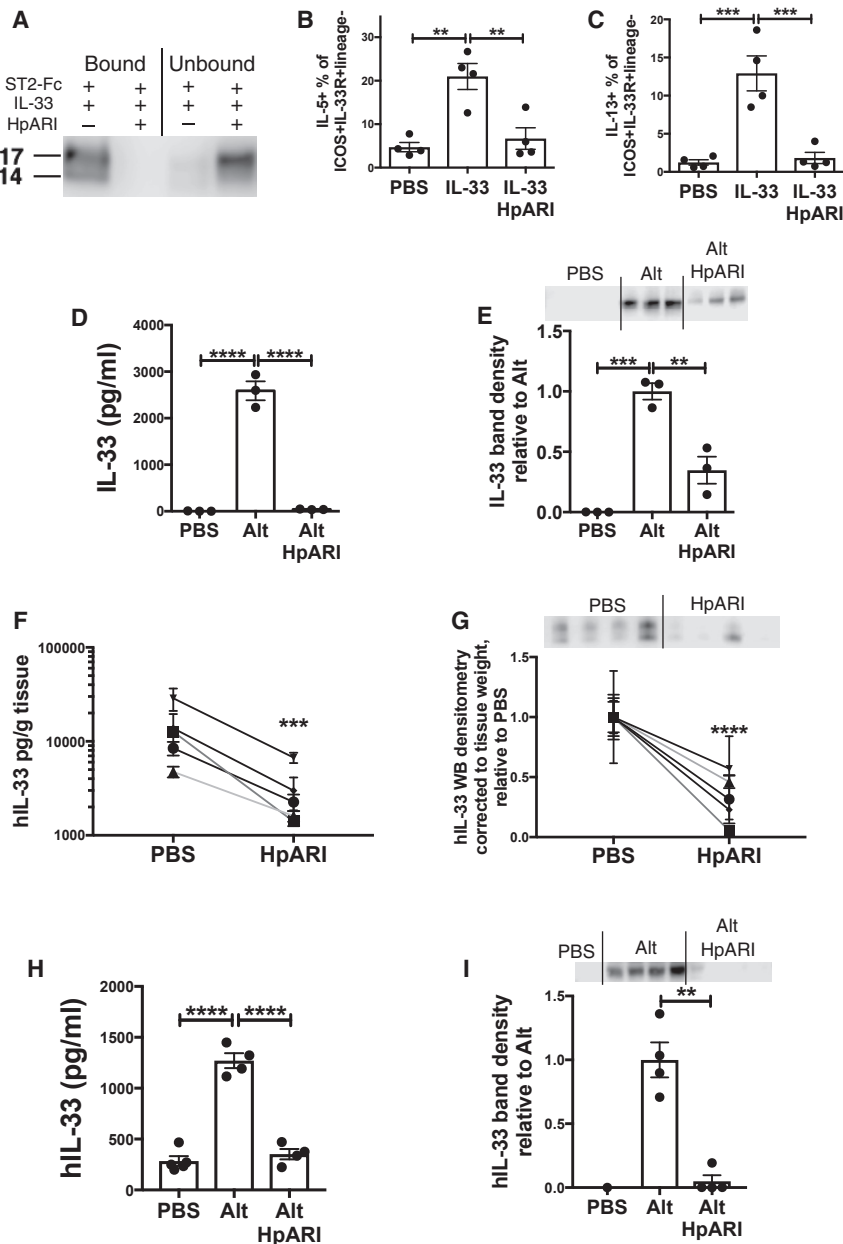 A
Bound Unbound
ST2-Fc + + + +
IL-33 + + + +
HpARI − + − +
17
14
B
IL-5+ % of
ICOS+IL-33R+lineage-
30
20
10
0
** **
PBS IL-33 IL-33
HpARI
C
IL-13+ % of
ICOS+IL-33R+lineage-
20
15
10
5
0
*** ***
PBS IL-33 IL-33
HpARI
D
IL-33 (pg/ml)
4000
3000
2000
1000
0
**** ****
PBS Alt Alt
HpARI
E
PBS Alt Alt
HpARI
IL-33 band density
relative to Alt
1.5
1.0
0.5
0.0
*** **
PBS Alt Alt
HpARI
F
hIL-33 pg/g tissue
100000
10000
1000
***
PBS HpARI
G
PBS HpARI
hIL-33 WB densitometry
corrected to tissue weight,
relative to PBS
1.5
1.0
0.5
0.0
****
PBS HpARI
H
hIL-33 (pg/ml)
2000
1500
1000
500
0
**** ****
PBS Alt Alt
HpARI
I
PBS Alt Alt
HpARI
hIL-33 band density
relative to Alt
1.5
1.0
0.5
0.0
**
PBS Alt Alt
HpARI